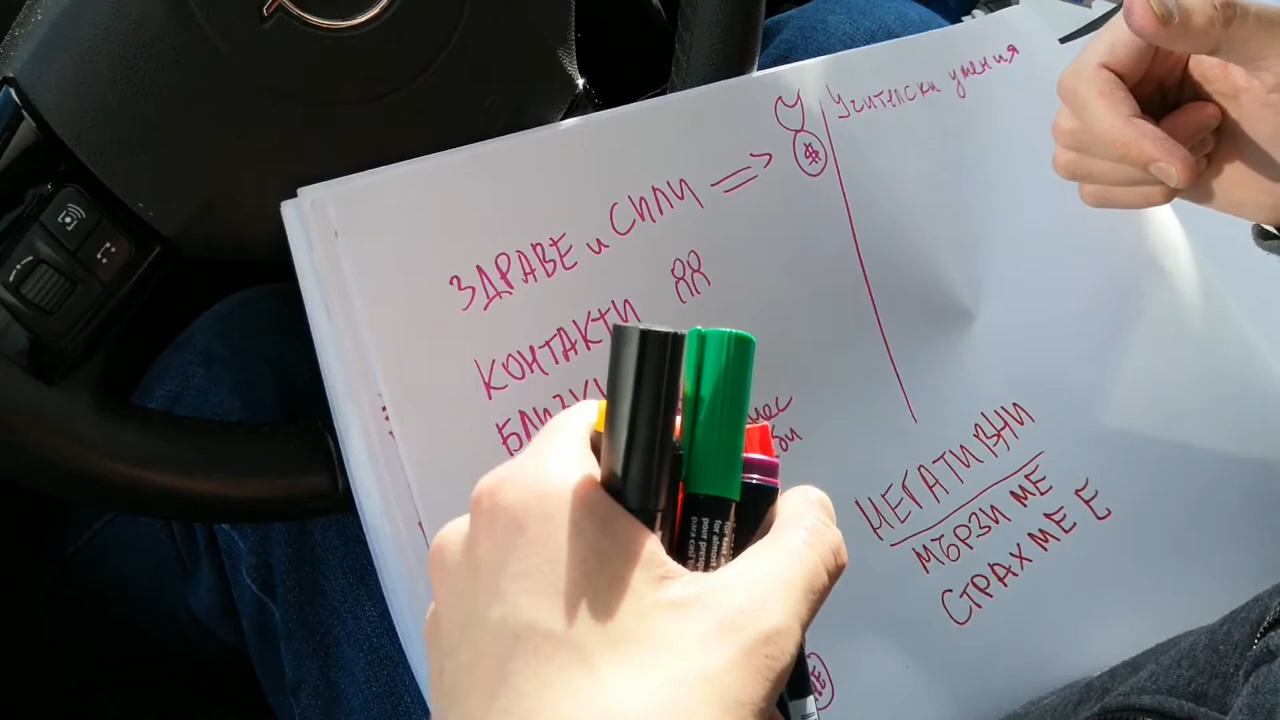 Учителски умения
ЗДРАВЕ и СИЛИ => $
КОНТАКТИ
НЕГАТИВНИ
МЪРЗИ МЕ
СТРАХ МЕ Е